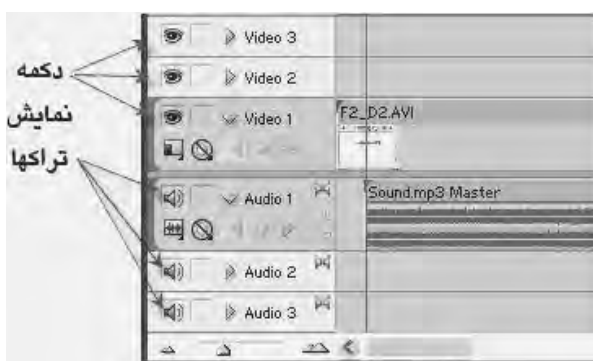 Video 3
دکمه
Video 2
نمایش
Video 1
F2_D2.AVI
تراکها
Audio 1
Sound.mp3 Master
Audio 2
Audio 3